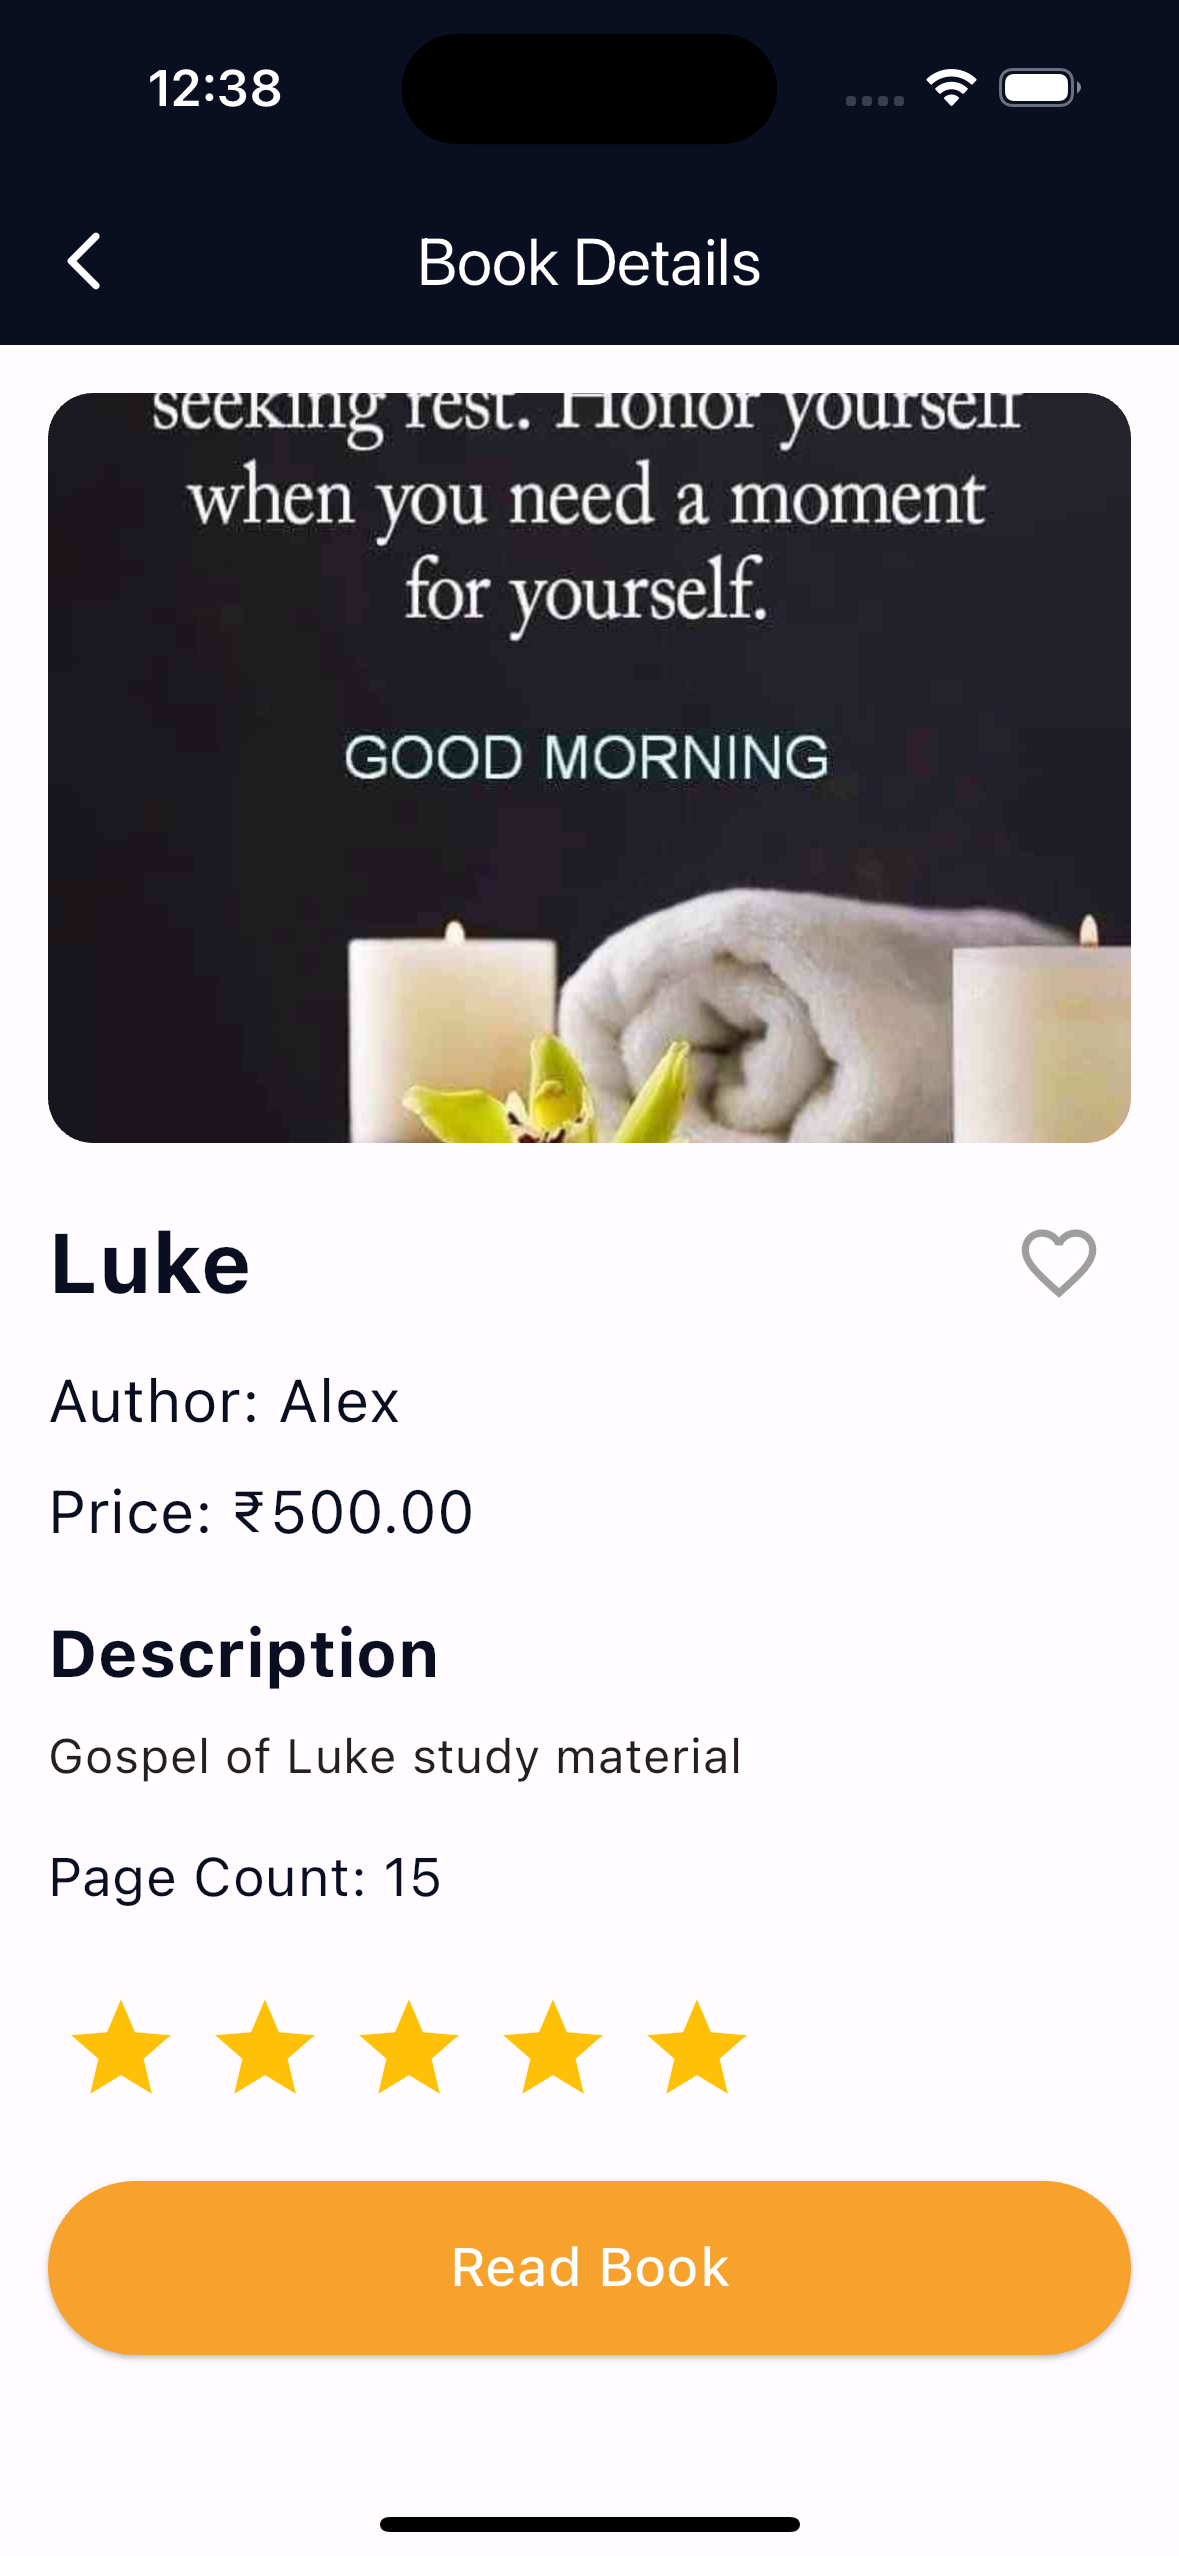 12:38
Book Details
seeking rest. Honor yourself
when you need a moment
for yourself.
GOOD MORNING
Luke
Author: Alex
Price: ₹500.00
Description
Gospel of Luke study material
Page Count: 15
Read Book